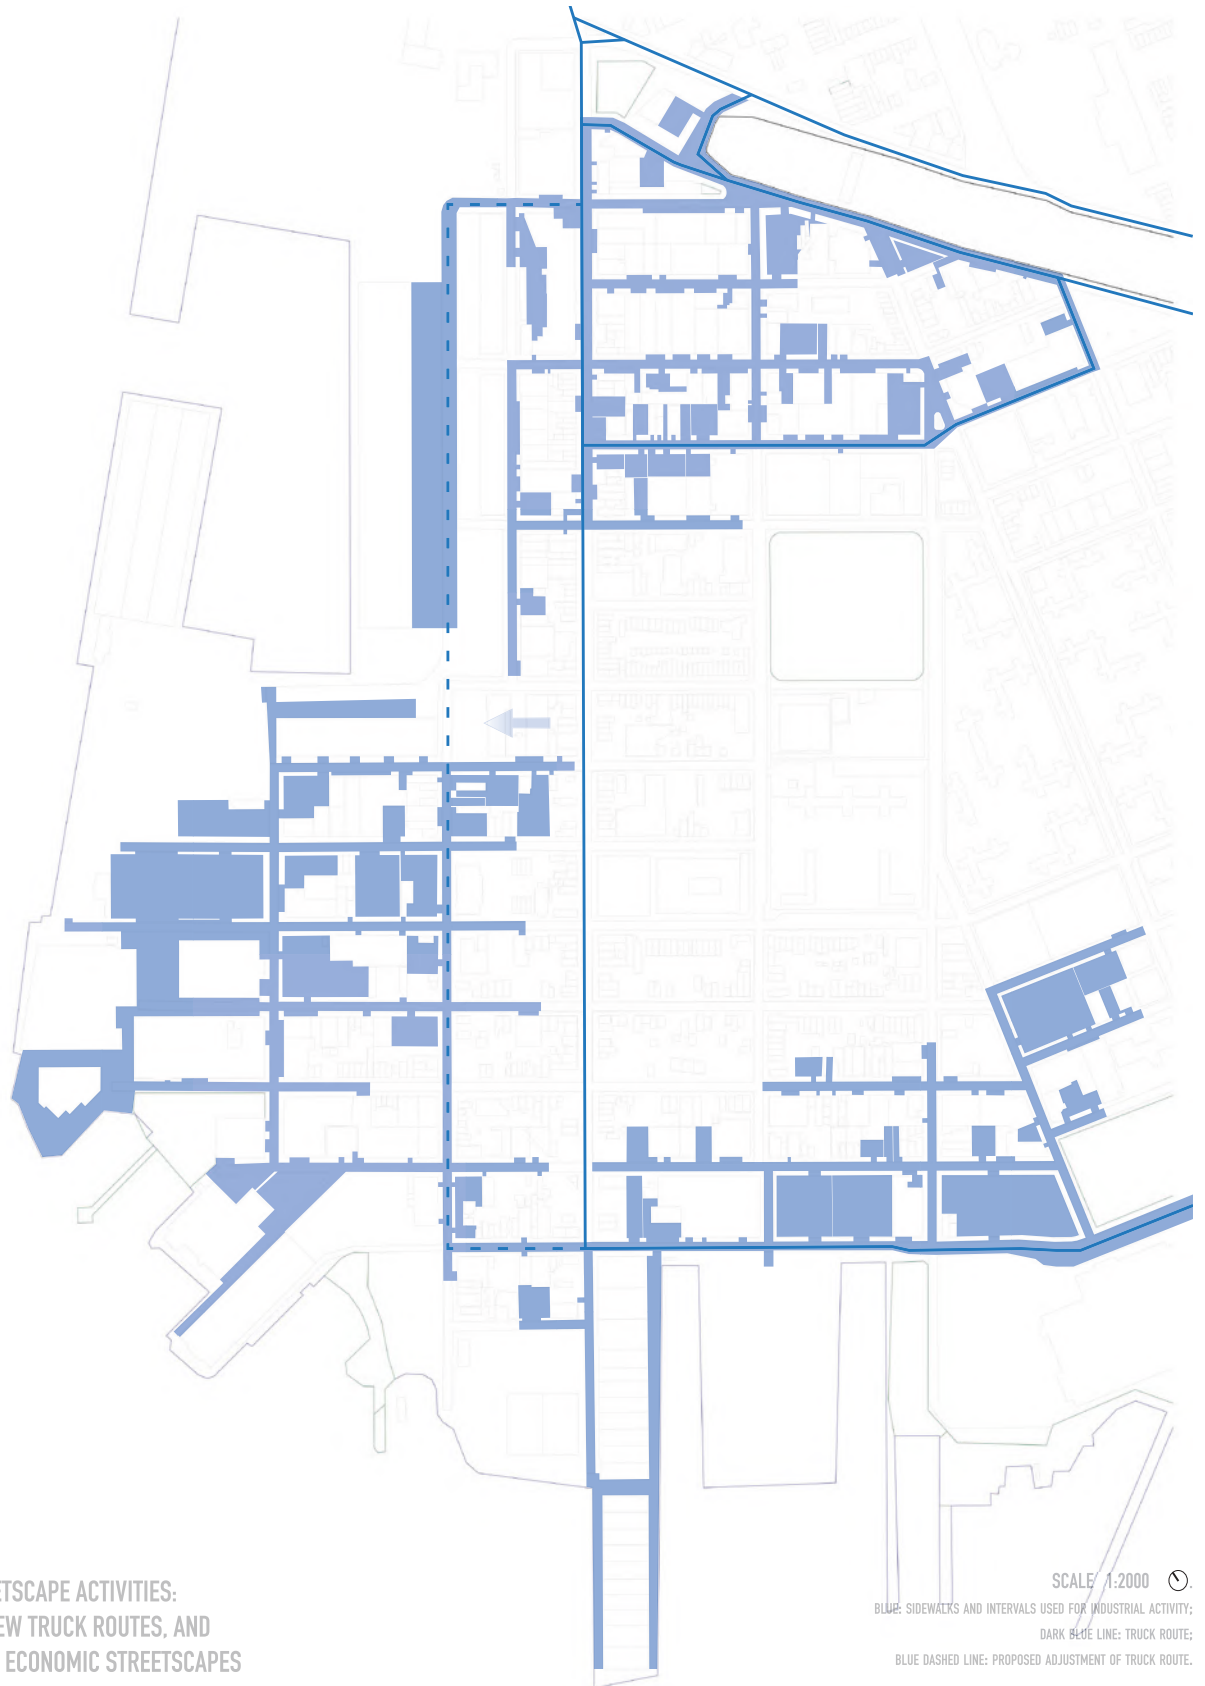 ETSCAPE ACTIVITIES:
EW TRUCK ROUTES, AND
ECONOMIC STREETSCAPES
SCALE 1:2000
BLUE: SIDEWALKS AND INTERVALS USED FOR INDUSTRIAL ACTIVITY;
DARK BLUE LINE: TRUCK ROUTE;
BLUE DASHED LINE: PROPOSED ADJUSTMENT OF TRUCK ROUTE.